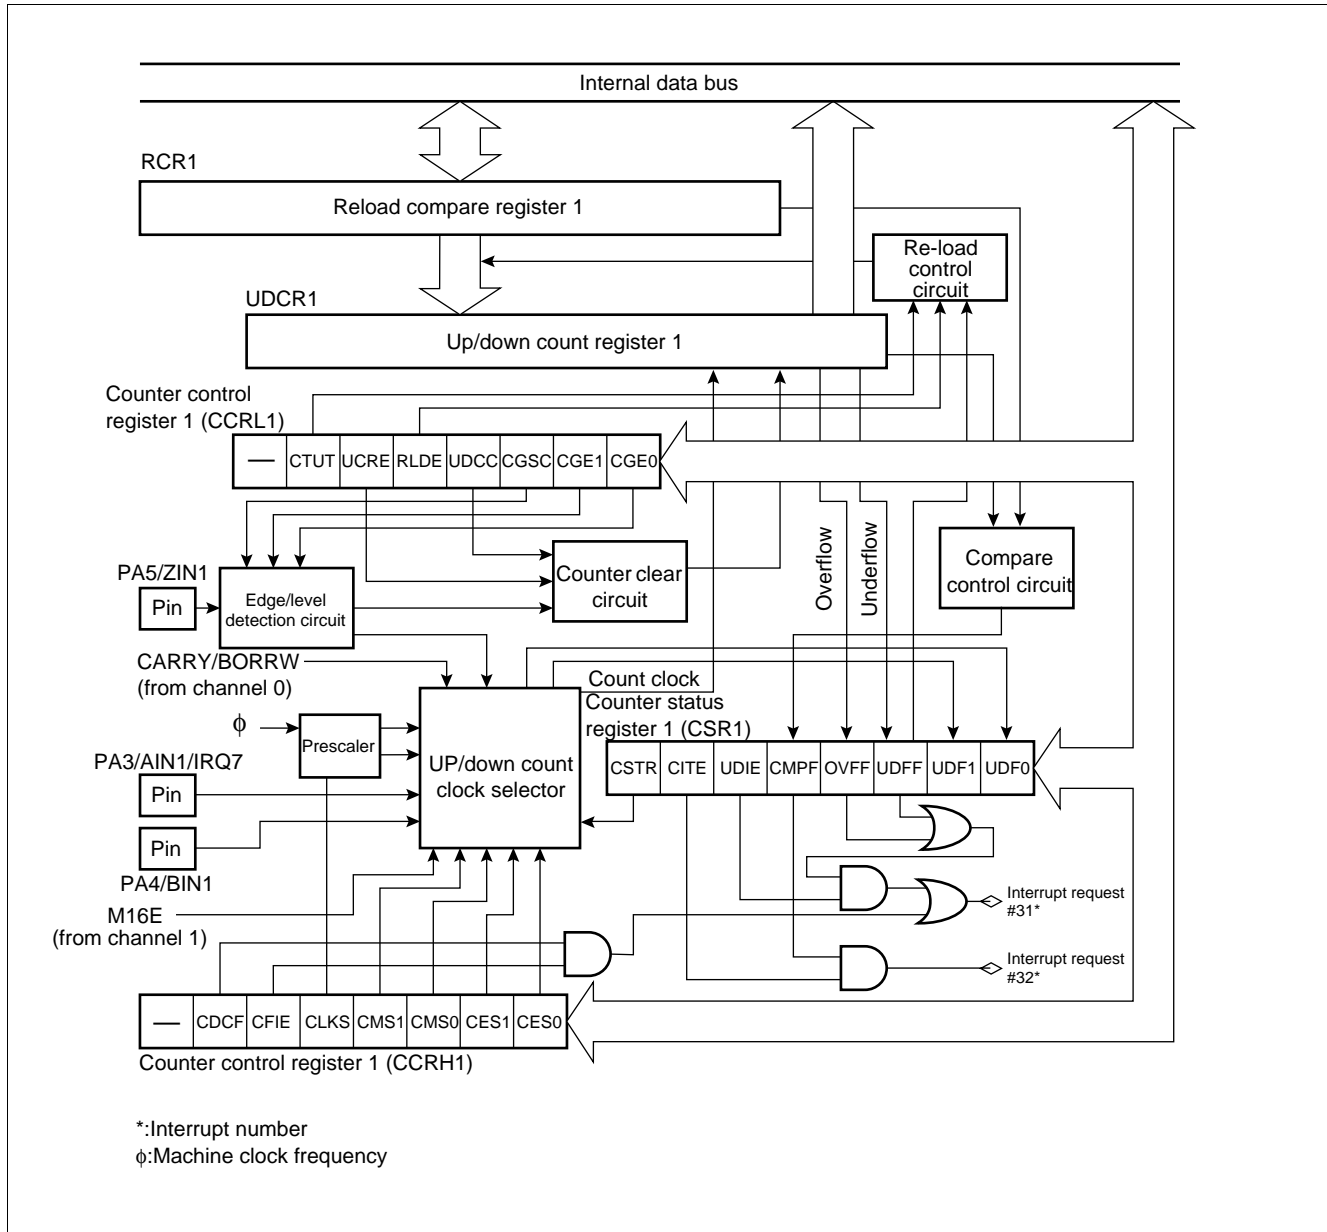 Internal data bus
RCR1
Reload compare register 1
Re-load
control
circuit
UDCR1
Up/down count register 1
Counter control
register 1 (CCRL1)
— CTUT UCRE RLDE UDCC CGSC CGE1 CGE0
Overflow
Underflow
Compare
control circuit
Counter clear
circuit
PA5/ZIN1
Pin
Edge/level
detection circuit
CARRY/BORRW
(from channel 0)
Count clock
Counter status
register 1 (CSR1)
ϕ
Prescaler
UP/down count
clock selector
CSTR CITE UDIE CMPF OVFF UDFF UDF1 UDF0
PA3/AIN1/IRQ7
Pin
Pin
PA4/BIN1
M16E
(from channel 1)
Interrupt request
#31*
Interrupt request
#32*
— CDCF CFIE CLKS CMS1 CMS0 CES1 CES0
Counter control register 1 (CCRH1)
*:Interrupt number
ϕ:Machine clock frequency